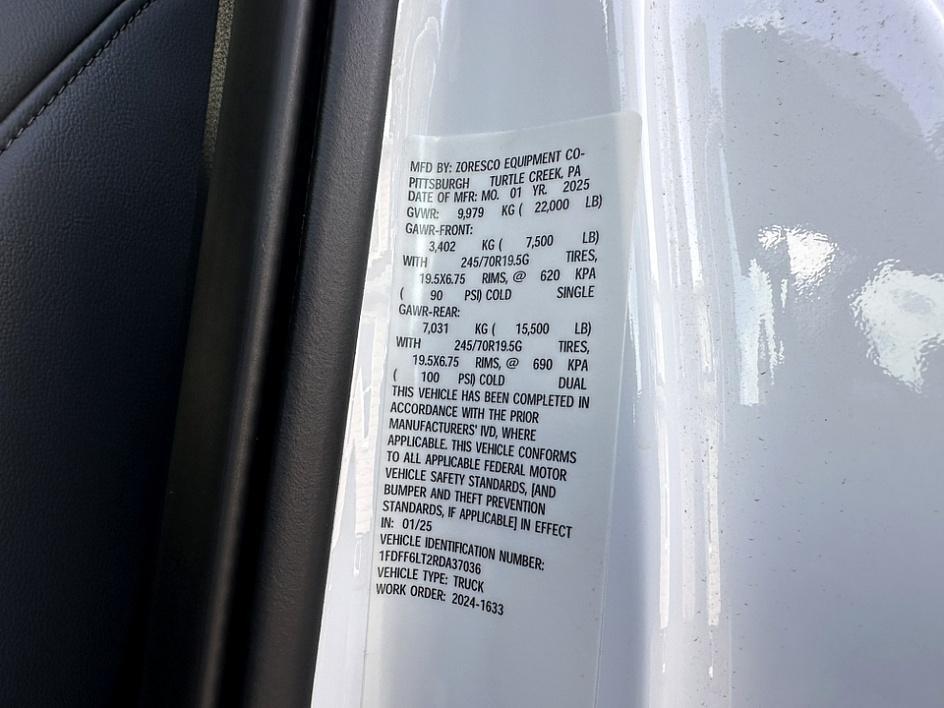 MFD BY: ZORESCO EQUIPMENT CO-
PITTSBURGH TURTLE CREEK, PA
DATE OF MFR: MO. 01 YR. 2025
GVWR: 9,979 KG ( 22,000 LB)
GAWR-FRONT:
3,402 KG ( 7,500 LB)
WITH 245/70R19.5G TIRES,
19.5X6.75 RIMS, @ 620 KPA
( 90 PSI) COLD SINGLE
GAWR-REAR:
7,031 KG ( 15,500 LB)
WITH 245/70R19.5G TIRES,
19.5X6.75 RIMS, @ 690 KPA
( 100 PSI) COLD DUAL
THIS VEHICLE HAS BEEN COMPLETED IN
ACCORDANCE WITH THE PRIOR
MANUFACTURERS' IVD, WHERE
APPLICABLE. THIS VEHICLE CONFORMS
TO ALL APPLICABLE FEDERAL MOTOR
VEHICLE SAFETY STANDARDS, [AND
BUMPER AND THEFT PREVENTION
STANDARDS, IF APPLICABLE] IN EFFECT
IN: 01/25
VEHICLE IDENTIFICATION NUMBER:
1FDFF6LT2RDA37036
VEHICLE TYPE: TRUCK
WORK ORDER: 2024-1633